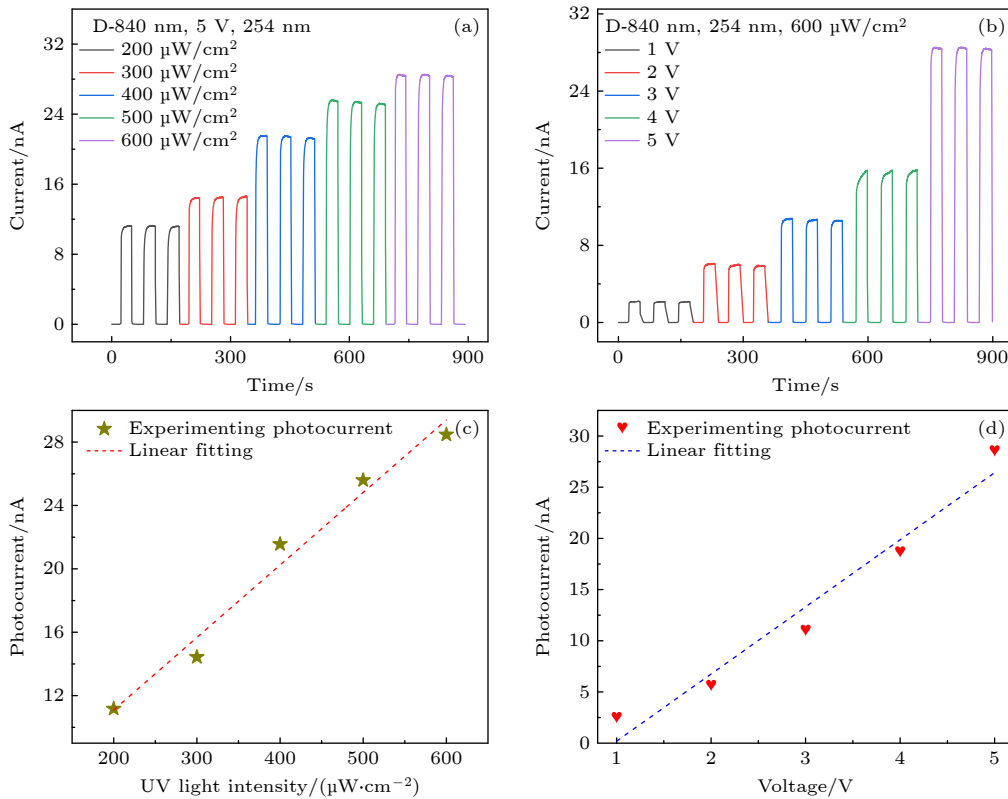 D-840 nm, 5 V, 254 nm
(a)
200 µW/cm²
300 µW/cm²
400 µW/cm²
500 µW/cm²
600 µW/cm²
32
24
16
8
0
Current/nA
0
300
600
900
Time/s
D-840 nm, 254 nm, 600 µW/cm²
(b)
1 V
2 V
3 V
4 V
5 V
32
24
16
8
0
Current/nA
0
300
600
900
Time/s
(c)
Experimenting photocurrent
Linear fitting
28
24
20
16
12
Photocurrent/nA
200
300
400
500
600
UV light intensity/(µW·cm⁻²)
(d)
Experimenting photocurrent
Linear fitting
30
25
20
15
10
5
0
Photocurrent/nA
1
2
3
4
5
Voltage/V